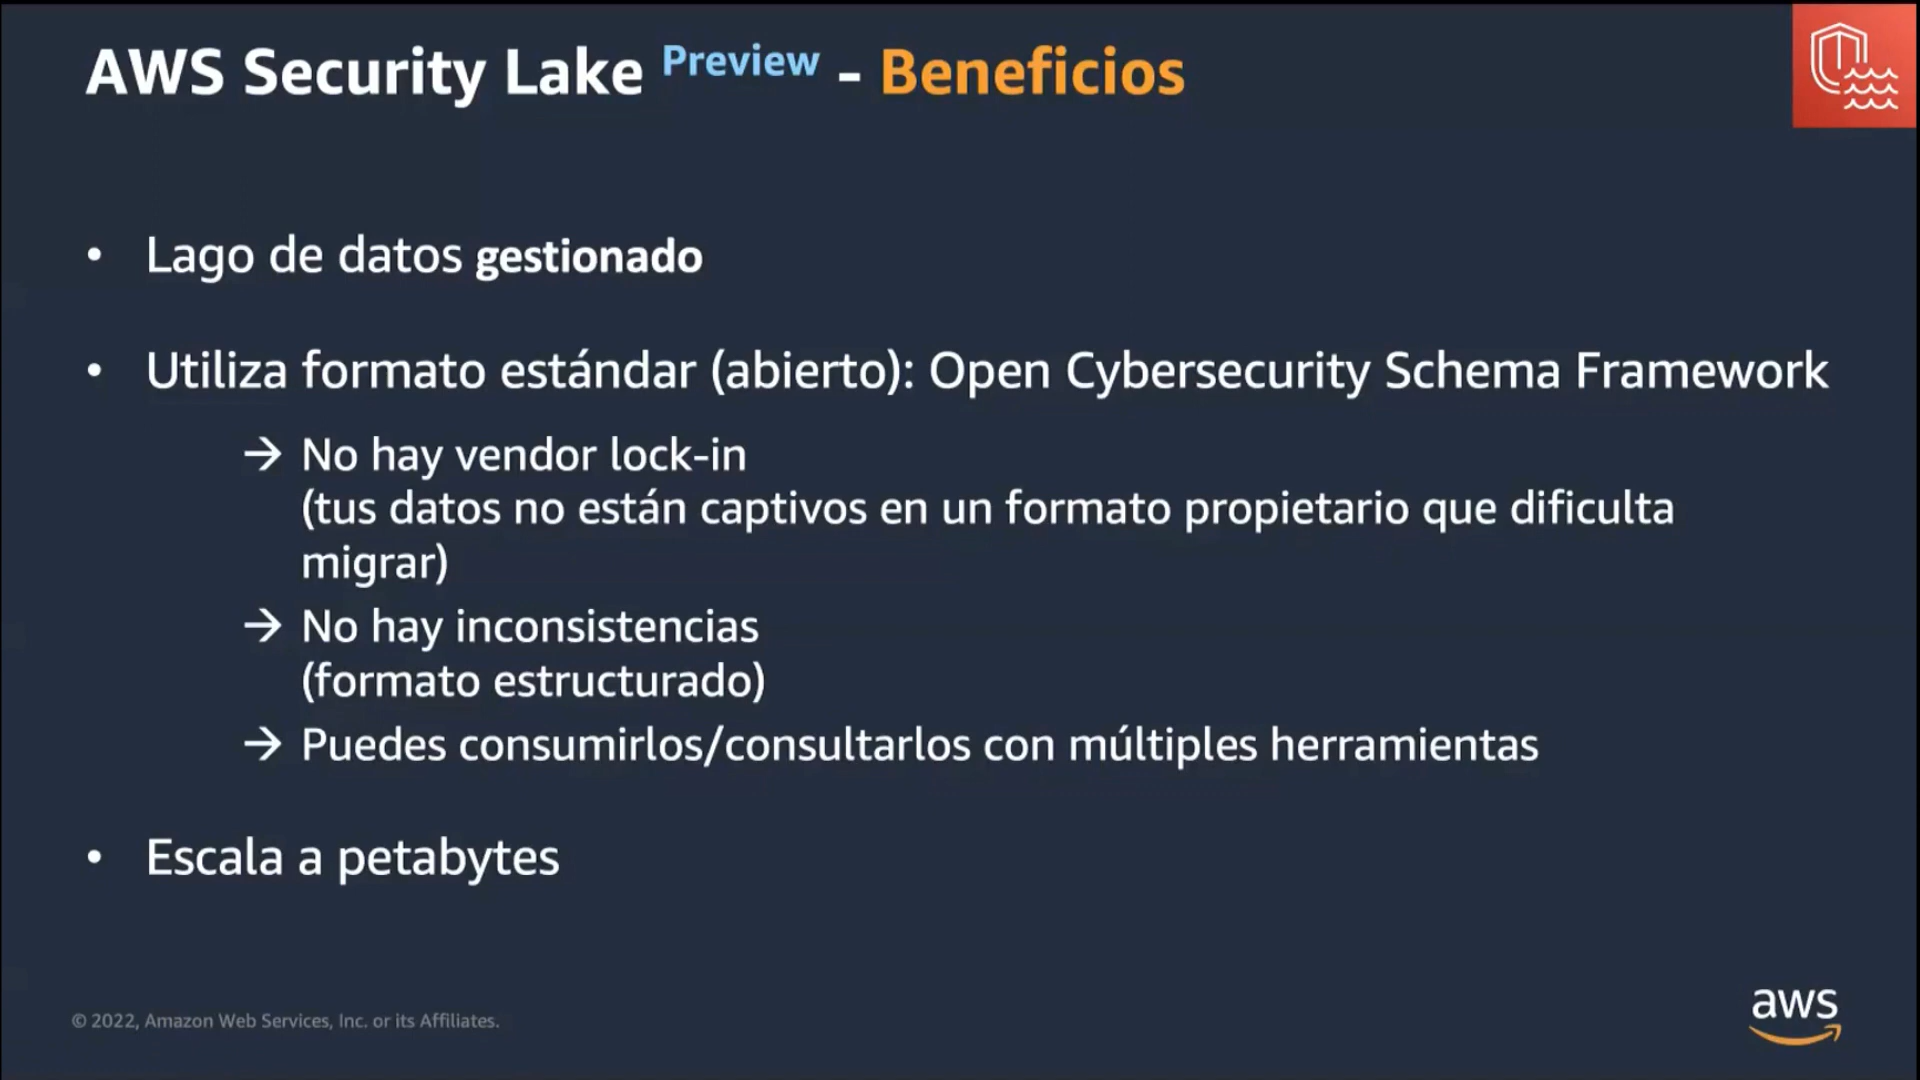 AWS Security Lake Preview - Beneficios
• Lago de datos gestionado
• Utiliza formato estándar (abierto): Open Cybersecurity Schema Framework
→ No hay vendor lock-in
(tus datos no están captivos en un formato propietario que dificulta
migrar)
→ No hay inconsistencias
(formato estructurado)
→ Puedes consumirlos/consultarlos con múltiples herramientas
• Escala a petabytes
© 2022, Amazon Web Services, Inc. or its Affiliates.
aws